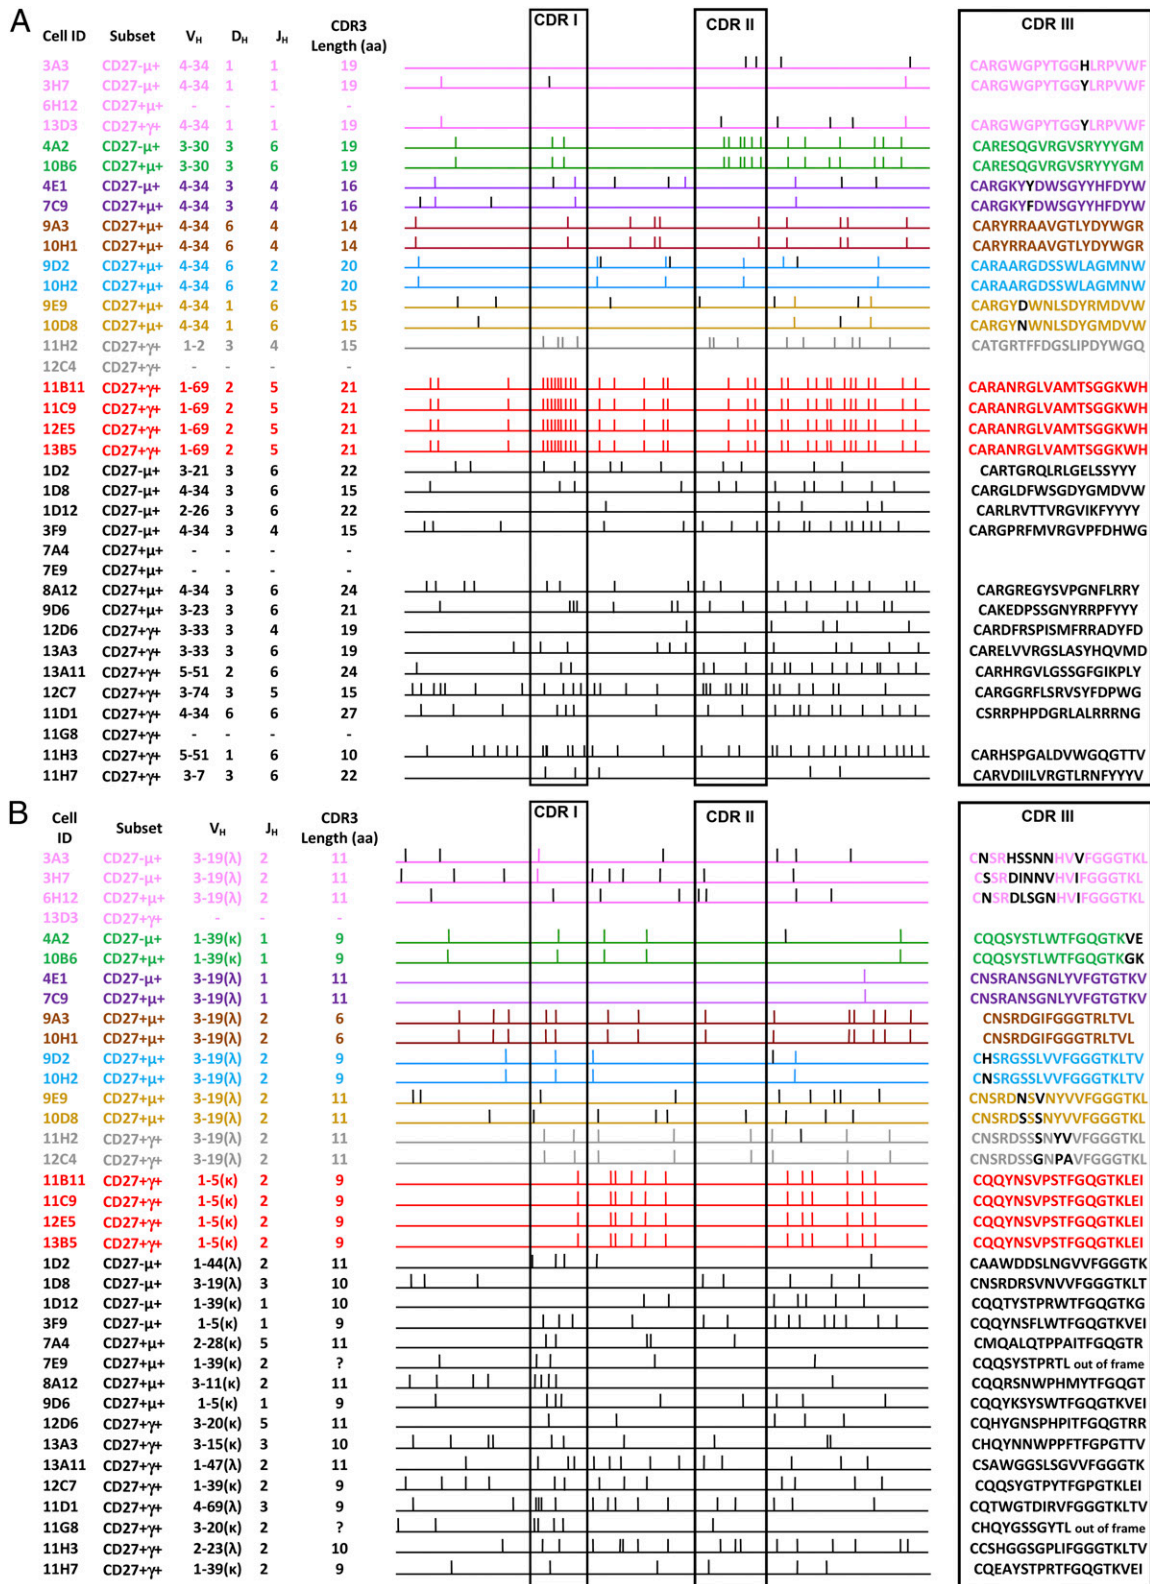 A
Cell ID Subset VH DH JH CDR3 Length (aa) CDR I CDR II CDR III
3A3 CD27-μ+ 4-34 1 1 19 CARGWGPYTGGHLRPVWF
3H7 CD27-μ+ 4-34 1 1 19 CARGWGPYTGGYLRPVWF
6H12 CD27+μ+ - - - -
13D3 CD27+γ+ 4-34 1 1 19 CARGWGPYTGGYLRPVWF
4A2 CD27-μ+ 3-30 3 6 19 CARESQGVRGVSRYYYGM
10B6 CD27+μ+ 3-30 3 6 19 CARESQGVRGVSRYYYGM
4E1 CD27-μ+ 4-34 3 4 16 CARGKYYDWSGYYHFDYW
7C9 CD27+μ+ 4-34 3 4 16 CARGKYFDWSGYYHFDYW
9A3 CD27+μ+ 4-34 6 4 14 CARYRRAAVGTLYDYWGR
10H1 CD27+μ+ 4-34 6 4 14 CARYRRAAVGTLYDYWGR
9D2 CD27+μ+ 4-34 6 2 20 CARAARGDSSWLAGMNW
10H2 CD27+μ+ 4-34 6 2 20 CARAARGDSSWLAGMNW
9E9 CD27+μ+ 4-34 1 6 15 CARGYDWNLSDYRMDVW
10D8 CD27+μ+ 4-34 1 6 15 CARGYNWNLSDYGMDVW
11H2 CD27+γ+ 1-2 3 4 15 CATGRTFFDGSLIPDYWGQ
12C4 CD27+γ+ - - - -
11B11 CD27+γ+ 1-69 2 5 21 CARANRGLVAMTSGGKWH
11C9 CD27+γ+ 1-69 2 5 21 CARANRGLVAMTSGGKWH
12E5 CD27+γ+ 1-69 2 5 21 CARANRGLVAMTSGGKWH
13B5 CD27+γ+ 1-69 2 5 21 CARANRGLVAMTSGGKWH
1D2 CD27-μ+ 3-21 3 6 22 CARTGRQLRLGELSSYYY
1D8 CD27-μ+ 4-34 3 6 15 CARGLDFWSGDYGMDVW
1D12 CD27-μ+ 2-26 3 6 22 CARLRVTTVRGVIKFYYYY
3F9 CD27-μ+ 4-34 3 4 15 CARGPRFMVRGVPFDHWG
7A4 CD27+μ+ - - - -
7E9 CD27+μ+ - - - -
8A12 CD27+μ+ 4-34 3 6 24 CARGREGYSVPGNFLRRY
9D6 CD27+μ+ 3-23 3 6 21 CAKEDPSSGNYRRPFYYY
12D6 CD27+γ+ 3-33 3 4 19 CARDFRSPISMFRRADYFD
13A3 CD27+γ+ 3-33 3 6 19 CARELVVRGSLASYHQVMD
13A11 CD27+γ+ 5-51 2 6 24 CARHRGVLGSSGFGIKPLY
12C7 CD27+γ+ 3-74 3 5 15 CARGGRFLSRVSYFDPWG
11D1 CD27+γ+ 4-34 6 6 27 CSRRPHPDGRLALRRRNG
11G8 CD27+γ+ - - - -
11H3 CD27+γ+ 5-51 1 6 10 CARHSPGALDVWGQGTTV
11H7 CD27+γ+ 3-7 3 6 22 CARVDIILVRGTLRNFYYYV
B
Cell ID Subset VH JH CDR3 Length (aa) CDR I CDR II CDR III
3A3 CD27-μ+ 3-19(λ) 2 11 CNSRHSSNNHVVFGGGTKL
3H7 CD27-μ+ 3-19(λ) 2 11 CSSRDINNVHVIFGGGTKL
6H12 CD27+μ+ 3-19(λ) 2 11 CNSRDLSGNHVIFGGGTKL
13D3 CD27+γ+ - - -
4A2 CD27-μ+ 1-39(κ) 1 9 CQQSYSTLWTFGQGTKVE
10B6 CD27+μ+ 1-39(κ) 1 9 CQQSYSTLWTFGQGTKGK
4E1 CD27-μ+ 3-19(λ) 1 11 CNSRANSGNLYVFGTGTKV
7C9 CD27+μ+ 3-19(λ) 1 11 CNSRANSGNLYVFGTGTKV
9A3 CD27+μ+ 3-19(λ) 2 6 CNSRDGIFGGGTRLTVL
10H1 CD27+μ+ 3-19(λ) 2 6 CNSRDGIFGGGTRLTVL
9D2 CD27+μ+ 3-19(λ) 2 9 CHSRGSSLVVFGGGTKLTV
10H2 CD27+μ+ 3-19(λ) 2 9 CNSRGSSLVVFGGGTKLTV
9E9 CD27+μ+ 3-19(λ) 2 11 CNSRDNSVNYVVFGGGTKL
10D8 CD27+μ+ 3-19(λ) 2 11 CNSRDSSSNYVVFGGGTKL
11H2 CD27+γ+ 3-19(λ) 2 11 CNSRDSSSNYVVFGGGTKL
12C4 CD27+γ+ 3-19(λ) 2 11 CNSRDSSGNPAVFGGGTKL
11B11 CD27+γ+ 1-5(κ) 2 9 CQQYNSVPSTFGQGTKLEI
11C9 CD27+γ+ 1-5(κ) 2 9 CQQYNSVPSTFGQGTKLEI
12E5 CD27+γ+ 1-5(κ) 2 9 CQQYNSVPSTFGQGTKLEI
13B5 CD27+γ+ 1-5(κ) 2 9 CQQYNSVPSTFGQGTKLEI
1D2 CD27-μ+ 1-44(λ) 2 11 CAAWDDSLNGVVFGGGTK
1D8 CD27-μ+ 3-19(λ) 3 10 CNSRDRSVNVVFGGGTKLT
1D12 CD27-μ+ 1-39(κ) 1 10 CQQTYSTPRWTFGQGTKG
3F9 CD27-μ+ 1-5(κ) 1 9 CQQYNSFLWTFGQGTKVEI
7A4 CD27+μ+ 2-28(κ) 5 11 CMQALQTPPAITFGQGTR
7E9 CD27+μ+ 1-39(κ) 2 ? CQQSYSTPRTL out of frame
8A12 CD27+μ+ 3-11(κ) 2 11 CQQRSNWPHMYTFGQGT
9D6 CD27+μ+ 1-5(κ) 1 9 CQQYKSYSWTFGQGTKVEI
12D6 CD27+γ+ 3-20(κ) 5 11 CQHYGNSPHPITFGQGTRR
13A3 CD27+γ+ 3-15(κ) 3 10 CHQYNNWPPFTFGPGTTV
13A11 CD27+γ+ 1-47(λ) 2 11 CSAWGGSLSGVVFGGGTK
12C7 CD27+γ+ 1-39(κ) 2 9 CQQSYGTPYTFGPGTKLEI
11D1 CD27+γ+ 4-69(λ) 3 9 CQTWGTDIRVFGGGTKLTV
11G8 CD27+γ+ 3-20(κ) 2 ? CHQYGSSGYTL out of frame
11H3 CD27+γ+ 2-23(λ) 2 10 CCSHGGSGPLIFGGGTKLTV
11H7 CD27+γ+ 1-39(κ) 2 9 CQEAYSTPRTFGQGTKVEI